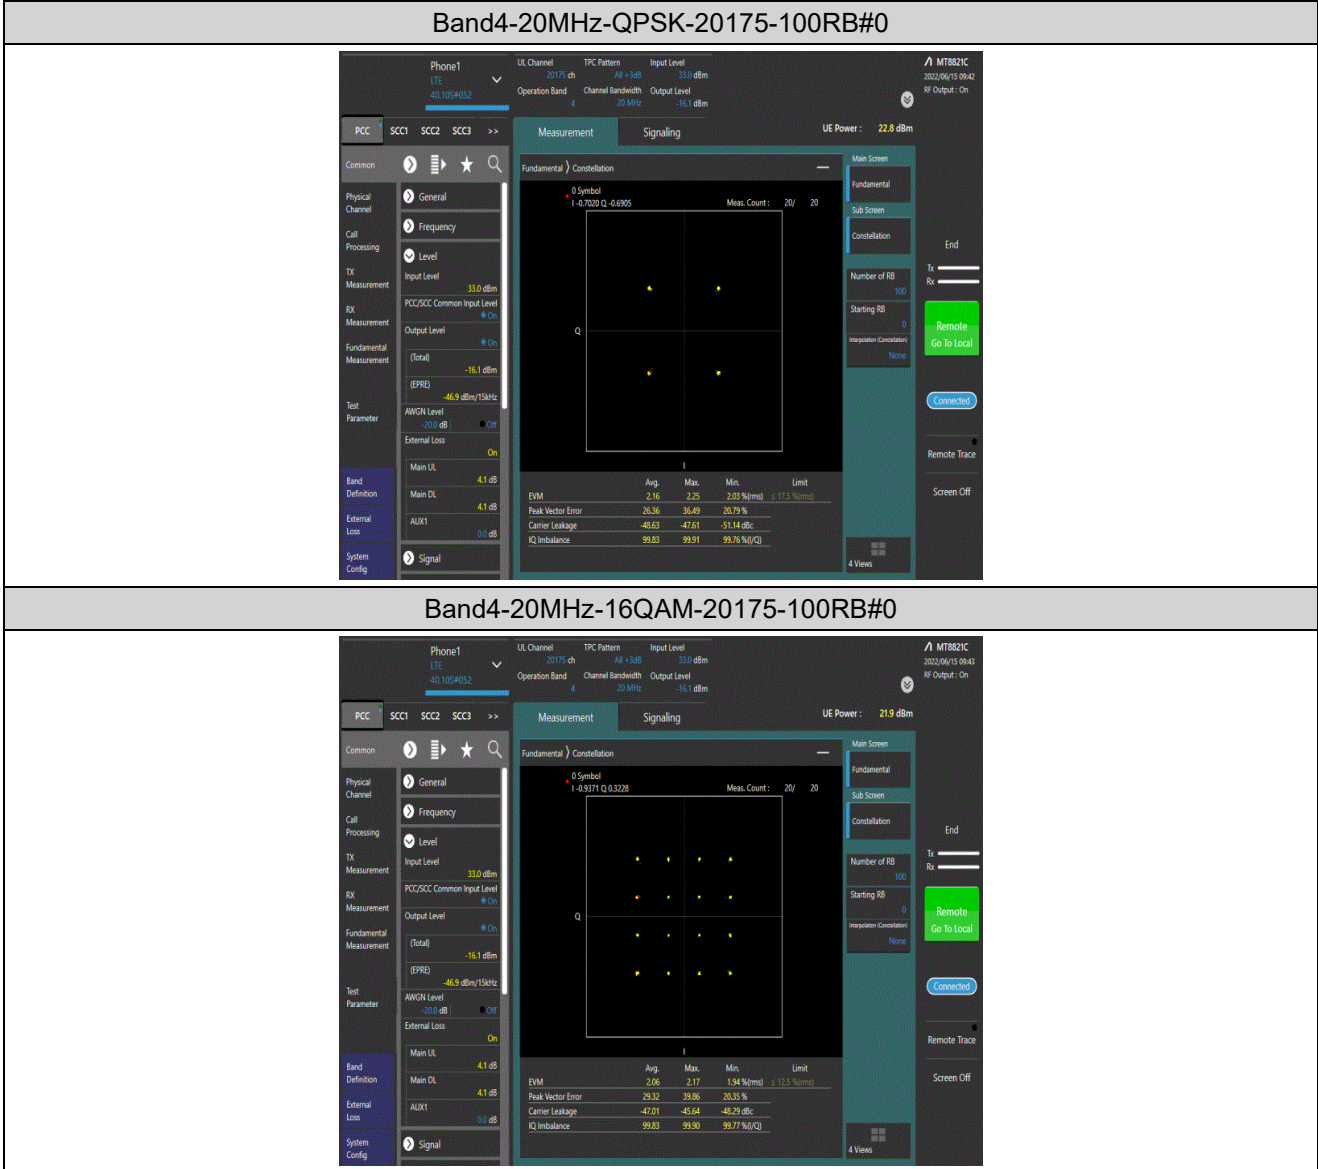 Band4-20MHz-QPSK-20175-100RB#0
Phone1
LTE
40.105#052
UL Channel TPC Pattern Input Level
20175 ch All +3dB 33.0 dBm
Operation Band Channel Bandwidth Output Level
4 20 MHz -16.1 dBm
MT8821C
2022/06/15 09:42
RF Output : On
PCC SCC1 SCC2 SCC3 >>
Measurement Signaling UE Power : 22.8 dBm
Common
Physical Channel
Call Processing
TX Measurement
RX Measurement
Fundamental Measurement
Test Parameter
Band Definition
External Loss
System Config
General
Frequency
Level
Input Level
33.0 dBm
PCC/SCC Common Input Level
On
Output Level
On
(Total)
-16.1 dBm
(EPRE)
-46.9 dBm/15kHz
AWGN Level
-20.0 dB Off
External Loss
On
Main UL
4.1 dB
Main DL
4.1 dB
AUX1
0.0 dB
Signal
Fundamental Constellation
0 Symbol
I -0.7020 Q -0.6905 Meas. Count : 20/ 20
Q
I
Avg. Max. Min. Limit
EVM 2.16 2.25 2.03 %(rms) ≤ 17.5 %(rms)
Peak Vector Error 26.36 36.49 20.79 %
Carrier Leakage -48.63 -47.61 -51.14 dBc
IQ Imbalance 99.83 99.91 99.76 %(I/Q)
Main Screen
Fundamental
Sub Screen
Constellation
Number of RB
100
Starting RB
0
Interpolation (Constellation)
None
4 Views
End
Tx
Rx
Remote
Go To Local
Connected
Remote Trace
Screen Off
Band4-20MHz-16QAM-20175-100RB#0
Phone1
LTE
40.105#052
UL Channel TPC Pattern Input Level
20175 ch All +3dB 33.0 dBm
Operation Band Channel Bandwidth Output Level
4 20 MHz -16.1 dBm
MT8821C
2022/06/15 09:43
RF Output : On
PCC SCC1 SCC2 SCC3 >>
Measurement Signaling UE Power : 21.9 dBm
Common
Physical Channel
Call Processing
TX Measurement
RX Measurement
Fundamental Measurement
Test Parameter
Band Definition
External Loss
System Config
General
Frequency
Level
Input Level
33.0 dBm
PCC/SCC Common Input Level
On
Output Level
On
(Total)
-16.1 dBm
(EPRE)
-46.9 dBm/15kHz
AWGN Level
-20.0 dB Off
External Loss
On
Main UL
4.1 dB
Main DL
4.1 dB
AUX1
0.0 dB
Signal
Fundamental Constellation
0 Symbol
I -0.9371 Q 0.3228 Meas. Count : 20/ 20
Q
I
Avg. Max. Min. Limit
EVM 2.06 2.17 1.94 %(rms) ≤ 12.5 %(rms)
Peak Vector Error 29.32 39.86 20.35 %
Carrier Leakage -47.01 -45.64 -48.29 dBc
IQ Imbalance 99.83 99.90 99.77 %(I/Q)
Main Screen
Fundamental
Sub Screen
Constellation
Number of RB
100
Starting RB
0
Interpolation (Constellation)
None
4 Views
End
Tx
Rx
Remote
Go To Local
Connected
Remote Trace
Screen Off